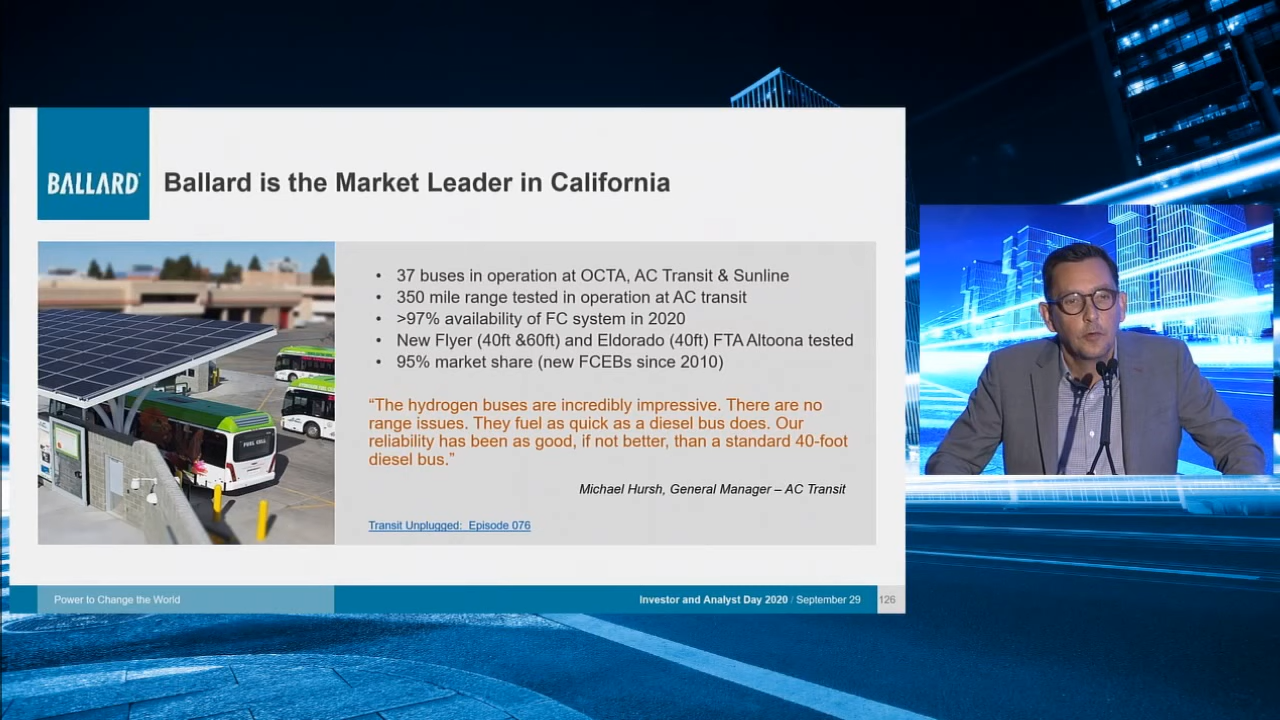 BALLARD
Ballard is the Market Leader in California
• 37 buses in operation at OCTA, AC Transit & Sunline
• 350 mile range tested in operation at AC transit
• >97% availability of FC system in 2020
• New Flyer (40ft &60ft) and Eldorado (40ft) FTA Altoona tested
• 95% market share (new FCEBs since 2010)
“The hydrogen buses are incredibly impressive. There are no
range issues. They fuel as quick as a diesel bus does. Our
reliability has been as good, if not better, than a standard 40-foot
diesel bus.”
Michael Hursh, General Manager – AC Transit
Transit Unplugged: Episode 076
FUEL CELL
Power to Change the World
Investor and Analyst Day 2020 / September 29
126